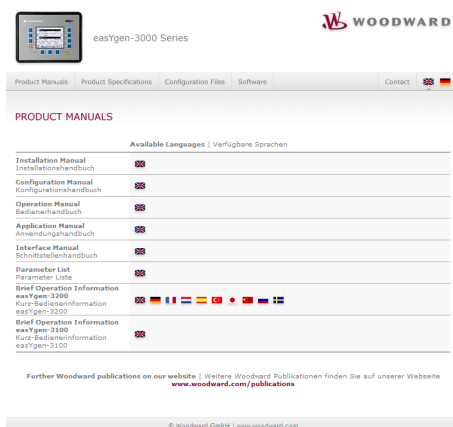 easYgen-3000 Series
WOODWARD
Product Manuals Product Specifications Configuration Files Software Contact
PRODUCT MANUALS
Available Languages | Verfügbare Sprachen
Installation Manual
Installationshandbuch
Configuration Manual
Konfigurationshandbuch
Operation Manual
Bedienerhandbuch
Application Manual
Anwendungshandbuch
Interface Manual
Schnittstellenhandbuch
Parameter List
Parameter Liste
Brief Operation Information
easYgen-3200
Kurz-Bedienerinformation
easYgen-3200
Brief Operation Information
easYgen-3100
Kurz-Bedienerinformation
easYgen-3100
Further Woodward publications on our website | Weitere Woodward Publikationen finden Sie auf unserer Webseite
www.woodward.com/publications
© Woodward GmbH | www.woodward.com